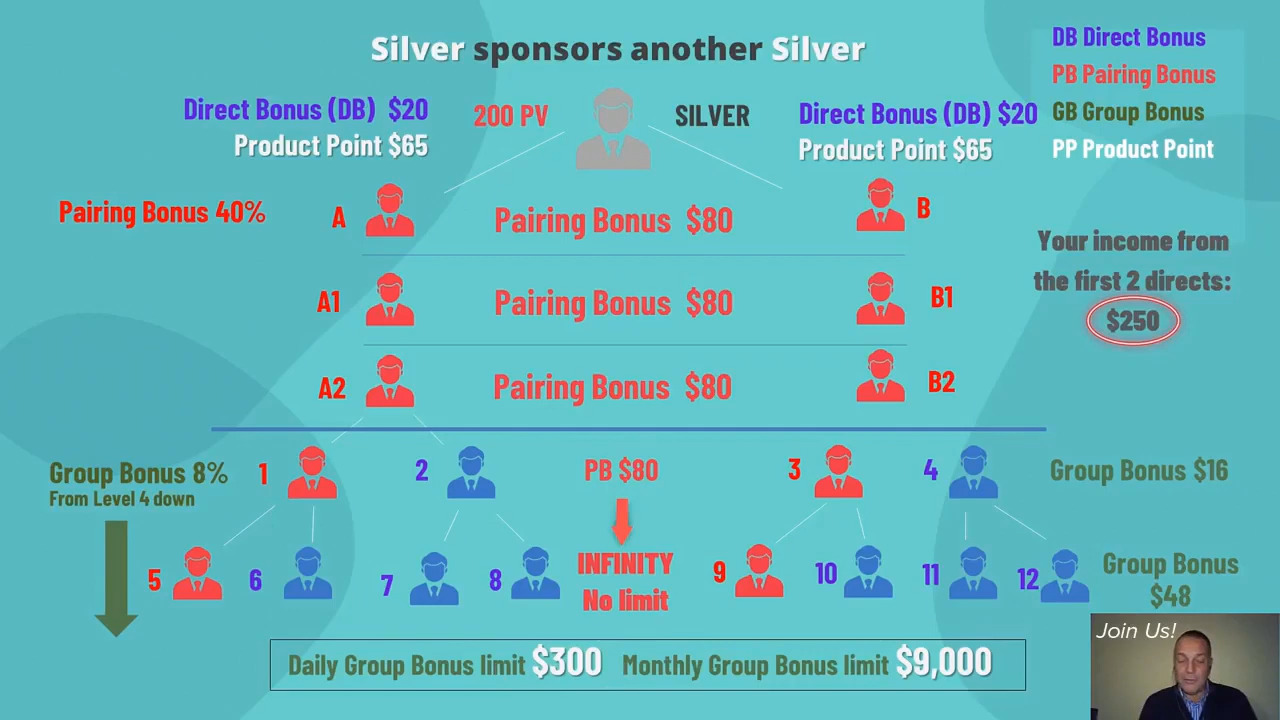 Silver sponsors another Silver
DB Direct Bonus
PB Pairing Bonus
GB Group Bonus
PP Product Point
Direct Bonus (DB) $20
Product Point $65
200 PV
SILVER
Direct Bonus (DB) $20
Product Point $65
Pairing Bonus 40%
A
Pairing Bonus $80
B
Your income from
the first 2 directs:
$250
A1
Pairing Bonus $80
B1
A2
Pairing Bonus $80
B2
Group Bonus 8%
From Level 4 down
1
2
PB $80
3
4
Group Bonus $16
5
6
7
8
INFINITY
No limit
9
10
11
12
Group Bonus
$48
Join Us!
Daily Group Bonus limit $300 Monthly Group Bonus limit $9,000